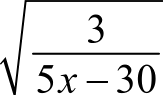 √(3/(5x − 30))